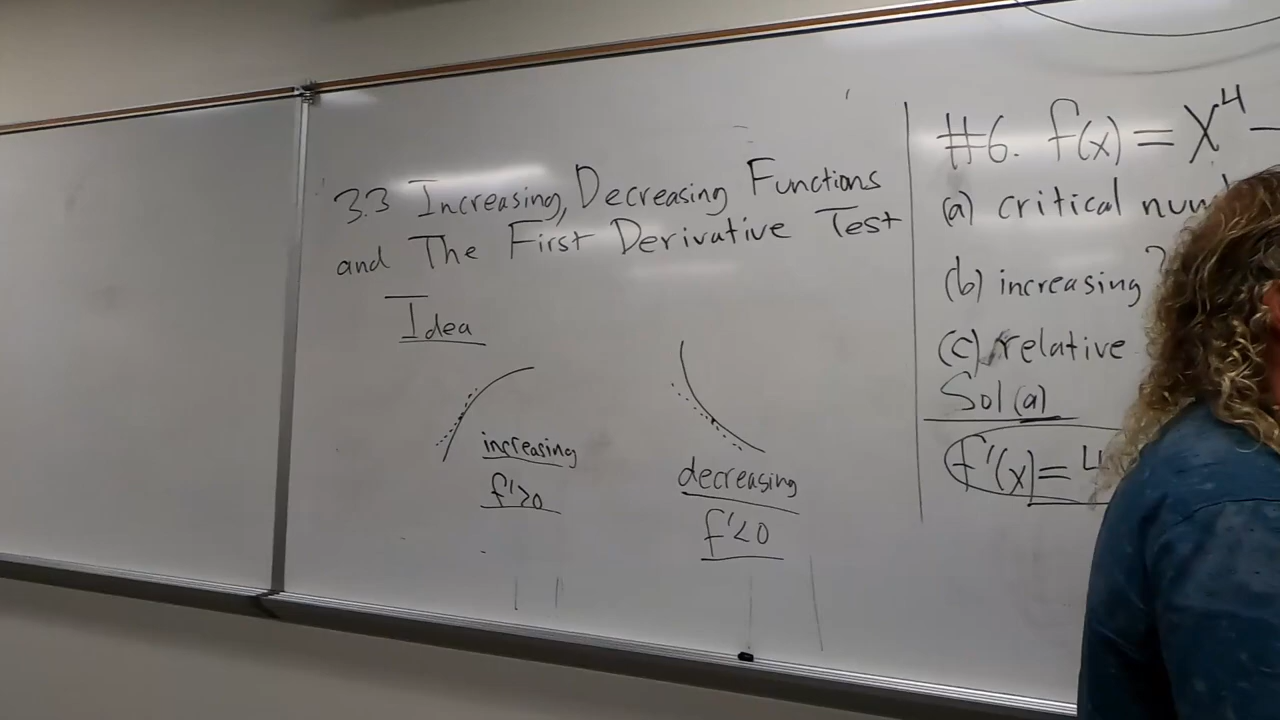 3.3 Increasing, Decreasing Functions
and The First Derivative Test
Idea
increasing
f'>0
decreasing
f'<0
#6. f(x) = x⁴ -
(a) critical
(b) increasing
(c) relative
Sol (a)
f'(x) = 4